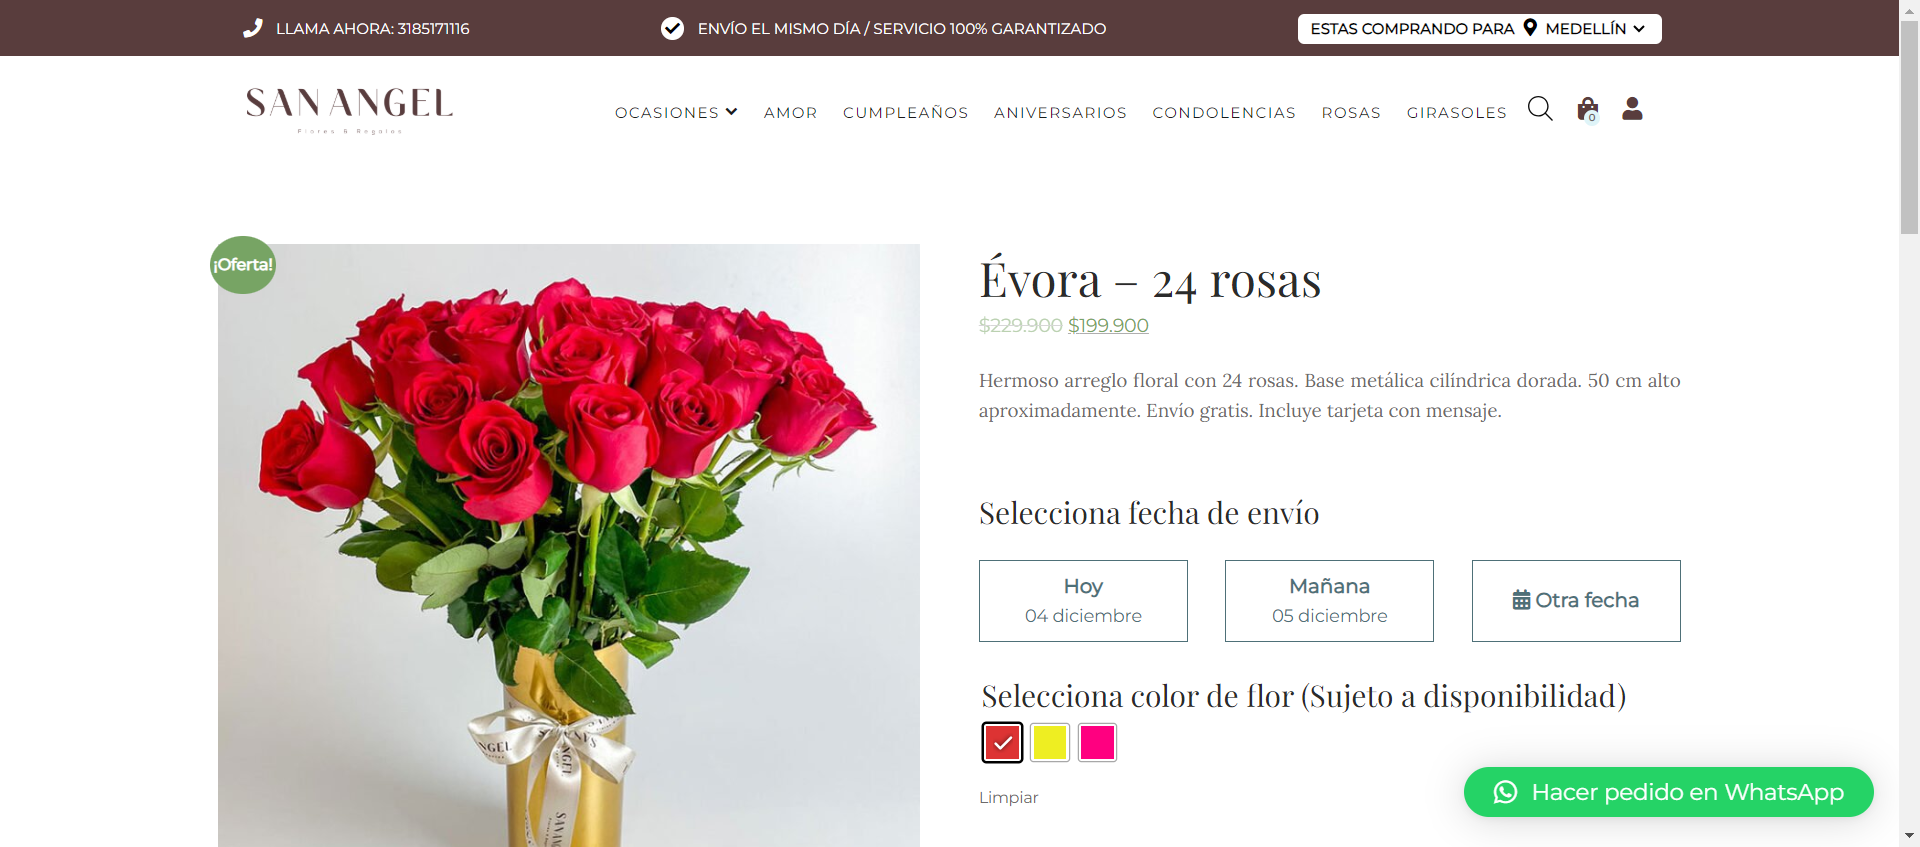 LLAMA AHORA: 3185171116
ENVÍO EL MISMO DÍA / SERVICIO 100% GARANTIZADO
ESTAS COMPRANDO PARA MEDELLÍN
SAN ANGEL
Flores & Regalos
OCASIONES AMOR CUMPLEAÑOS ANIVERSARIOS CONDOLENCIAS ROSAS GIRASOLES
0
¡Oferta!
Évora – 24 rosas
$229.900 $199.900
Hermoso arreglo floral con 24 rosas. Base metálica cilíndrica dorada. 50 cm alto
aproximadamente. Envío gratis. Incluye tarjeta con mensaje.
Selecciona fecha de envío
Hoy
04 diciembre
Mañana
05 diciembre
Otra fecha
Selecciona color de flor (Sujeto a disponibilidad)
Limpiar
Hacer pedido en WhatsApp